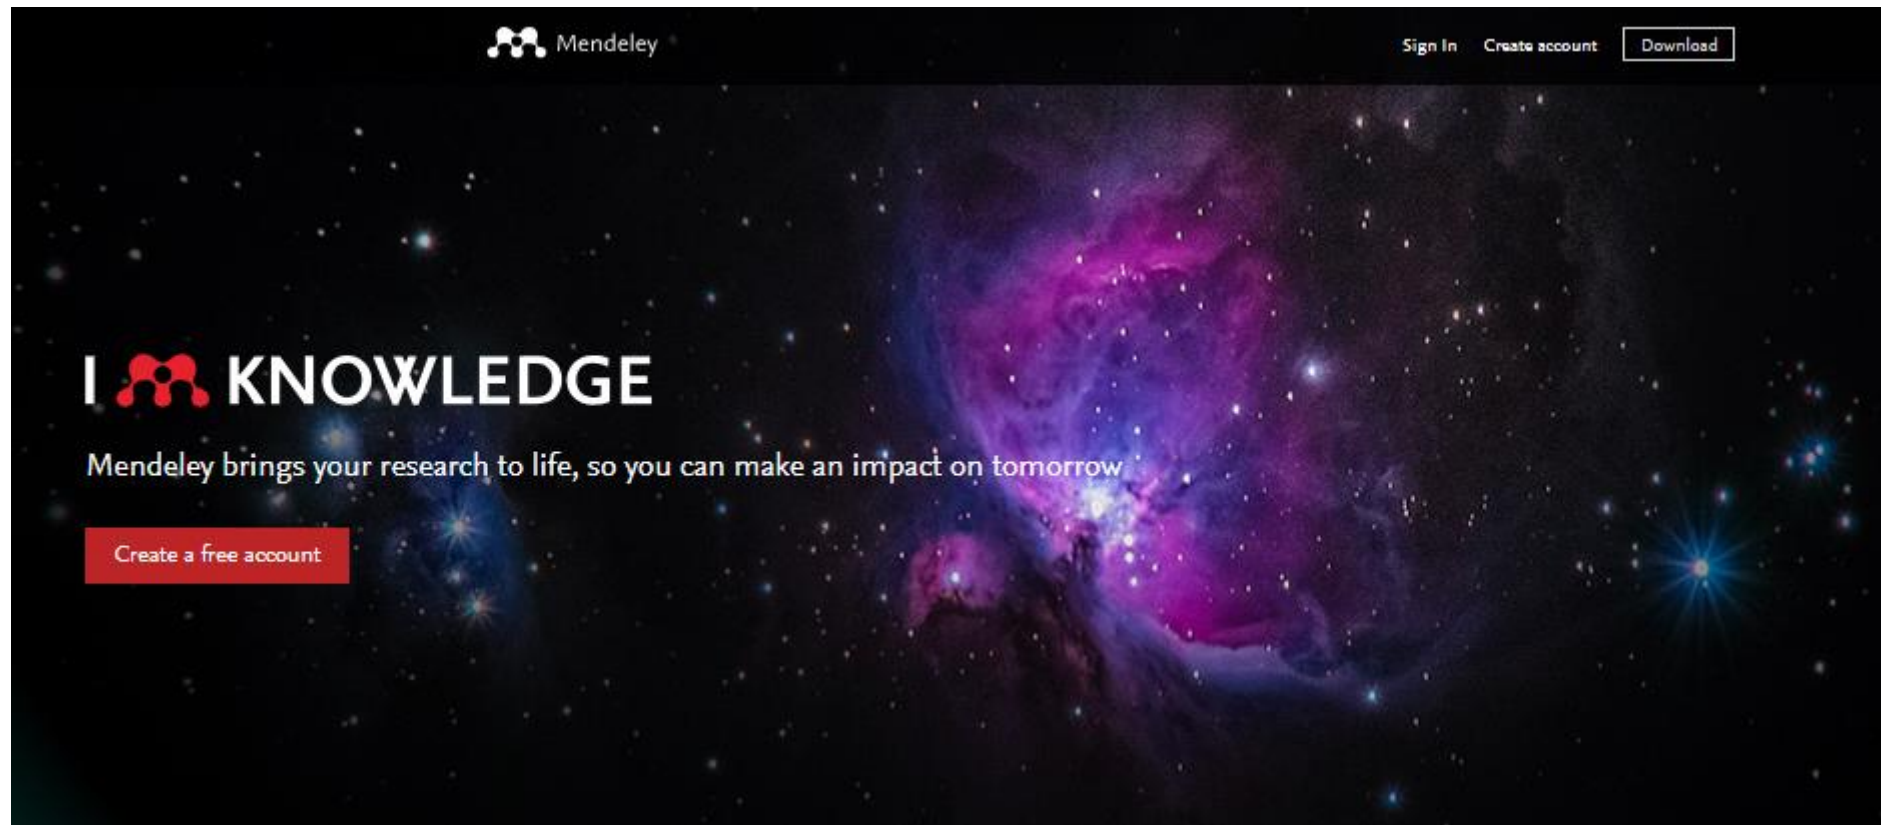 Mendeley
Sign In Create account Download
I KNOWLEDGE
Mendeley brings your research to life, so you can make an impact on tomorrow
Create a free account